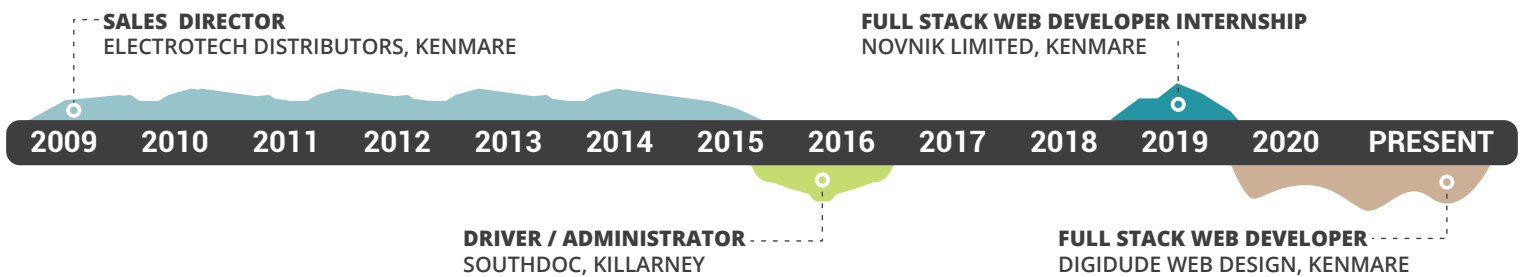 SALES DIRECTOR
ELECTROTECH DISTRIBUTORS, KENMARE
FULL STACK WEB DEVELOPER INTERNSHIP
NOVNIK LIMITED, KENMARE
2009 2010 2011 2012 2013 2014 2015 2016 2017 2018 2019 2020 PRESENT
DRIVER / ADMINISTRATOR
SOUTHDOC, KILLARNEY
FULL STACK WEB DEVELOPER
DIGIDUDE WEB DESIGN, KENMARE